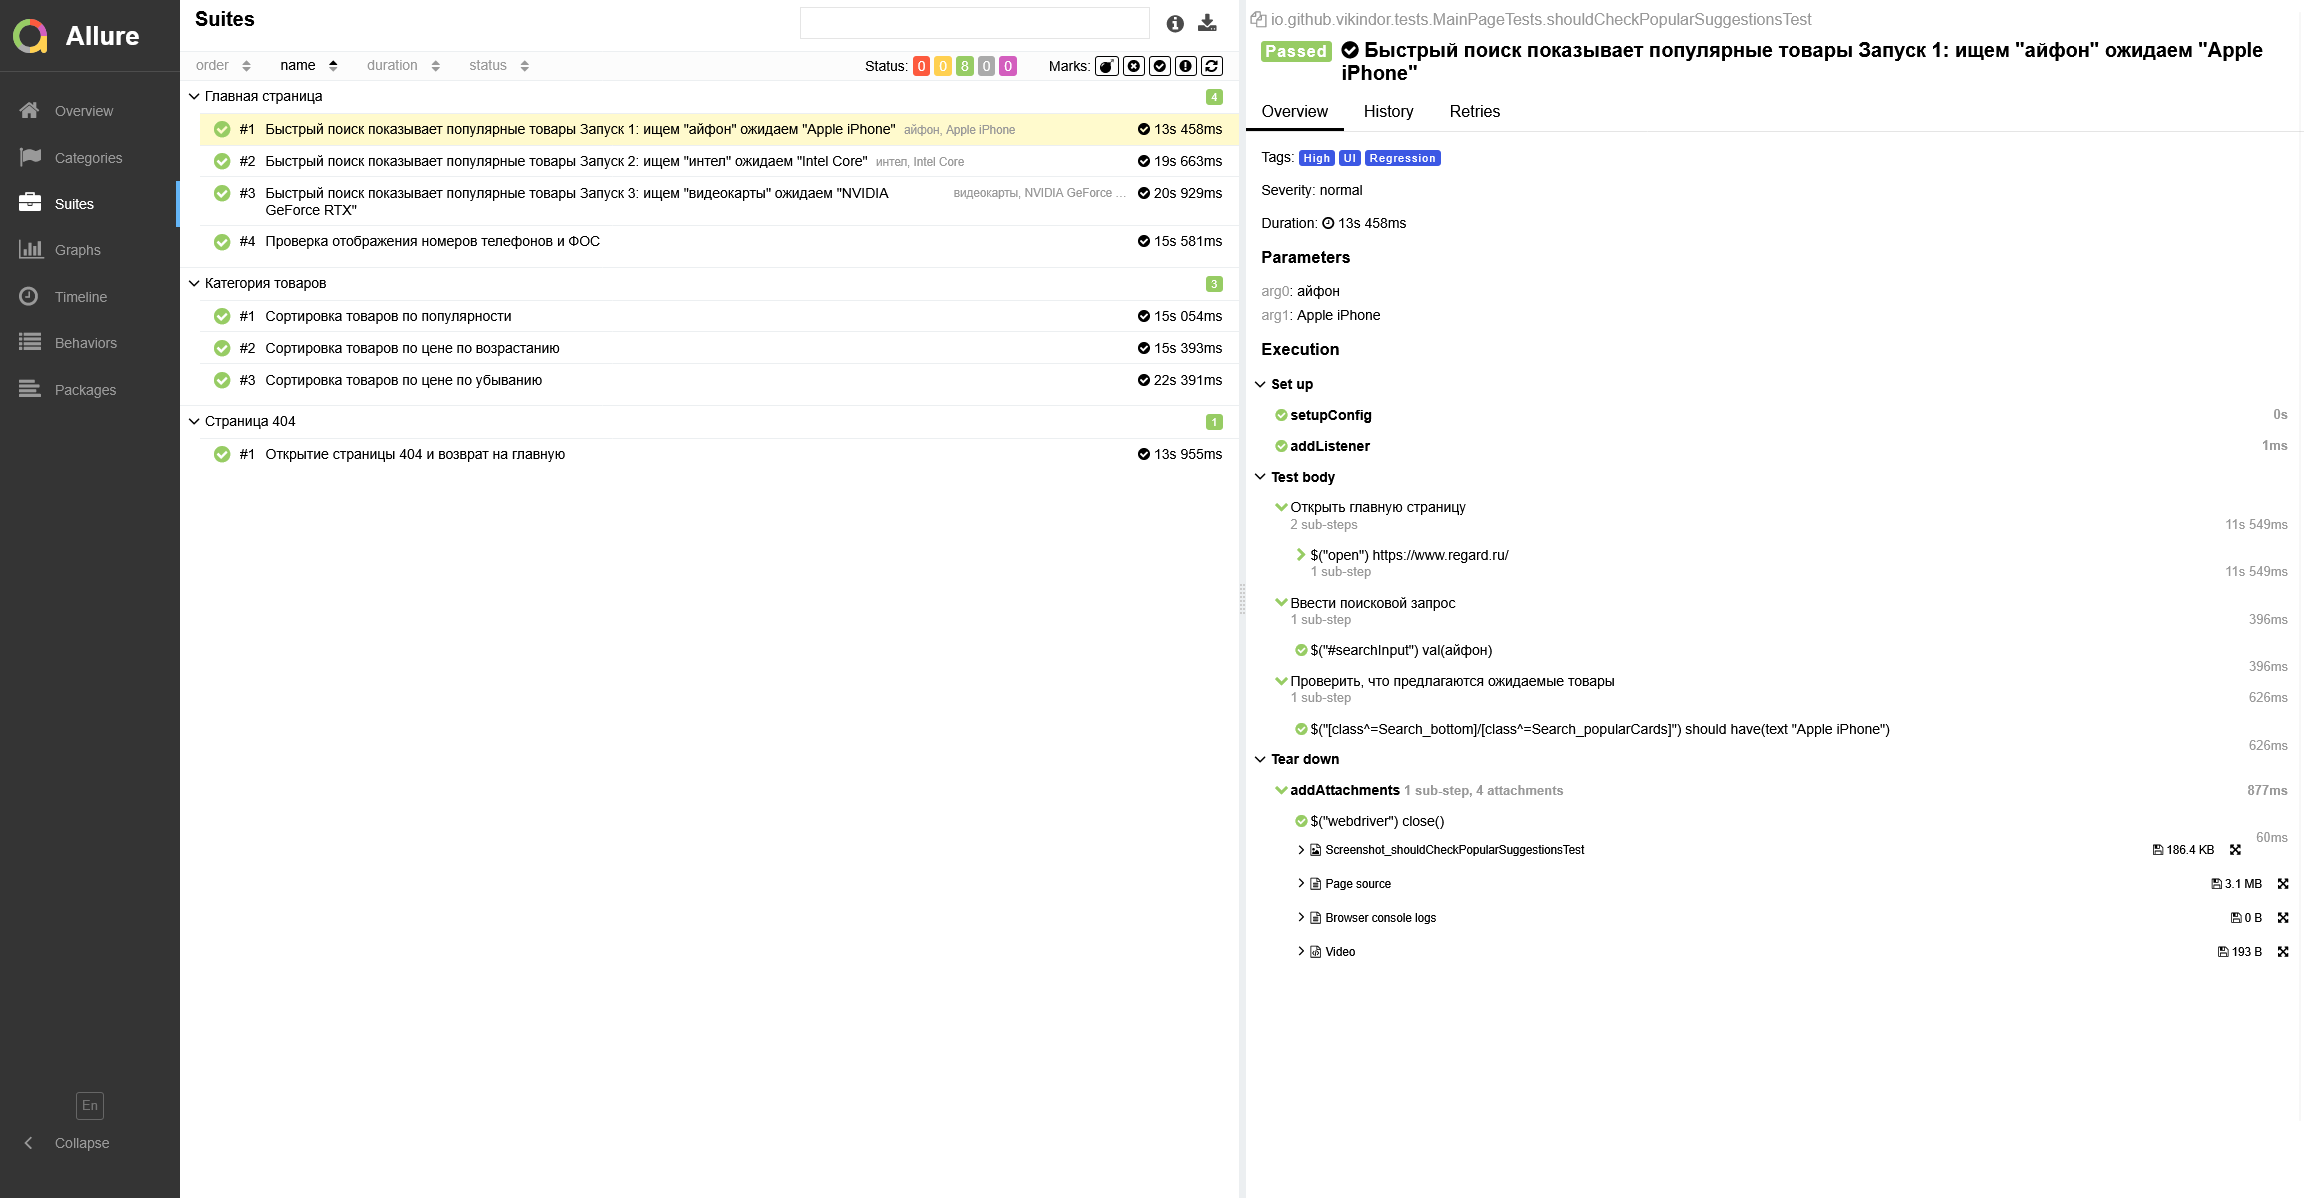 Allure
Overview
Categories
Suites
Graphs
Timeline
Behaviors
Packages
En
Collapse
Suites
order name duration status
Status: 0 0 8 0 0 Marks:
Главная страница 4
#1 Быстрый поиск показывает популярные товары Запуск 1: ищем "айфон" ожидаем "Apple iPhone" айфон, Apple iPhone 13s 458ms
#2 Быстрый поиск показывает популярные товары Запуск 2: ищем "интел" ожидаем "Intel Core" интел, Intel Core 19s 663ms
#3 Быстрый поиск показывает популярные товары Запуск 3: ищем "видеокарты" ожидаем "NVIDIA видеокарты, NVIDIA GeForce ... 20s 929ms
GeForce RTX"
#4 Проверка отображения номеров телефонов и ФОС 15s 581ms
Категория товаров 3
#1 Сортировка товаров по популярности 15s 054ms
#2 Сортировка товаров по цене по возрастанию 15s 393ms
#3 Сортировка товаров по цене по убыванию 22s 391ms
Страница 404 1
#1 Открытие страницы 404 и возврат на главную 13s 955ms
io.github.vikindor.tests.MainPageTests.shouldCheckPopularSuggestionsTest
Passed Быстрый поиск показывает популярные товары Запуск 1: ищем "айфон" ожидаем "Apple
iPhone"
Overview History Retries
Tags: High UI Regression
Severity: normal
Duration: 13s 458ms
Parameters
arg0: айфон
arg1: Apple iPhone
Execution
Set up
setupConfig 0s
addListener 1ms
Test body
Открыть главную страницу
2 sub-steps 11s 549ms
$("open") https://www.regard.ru/
1 sub-step 11s 549ms
Ввести поисковой запрос
1 sub-step 396ms
$("#searchInput") val(айфон)
396ms
Проверить, что предлагаются ожидаемые товары
1 sub-step 626ms
$("[class^=Search_bottom]/[class^=Search_popularCards]") should have(text "Apple iPhone")
626ms
Tear down
addAttachments 1 sub-step, 4 attachments 877ms
$("webdriver") close()
60ms
Screenshot_shouldCheckPopularSuggestionsTest 186.4 KB
Page source 3.1 MB
Browser console logs 0 B
Video 193 B